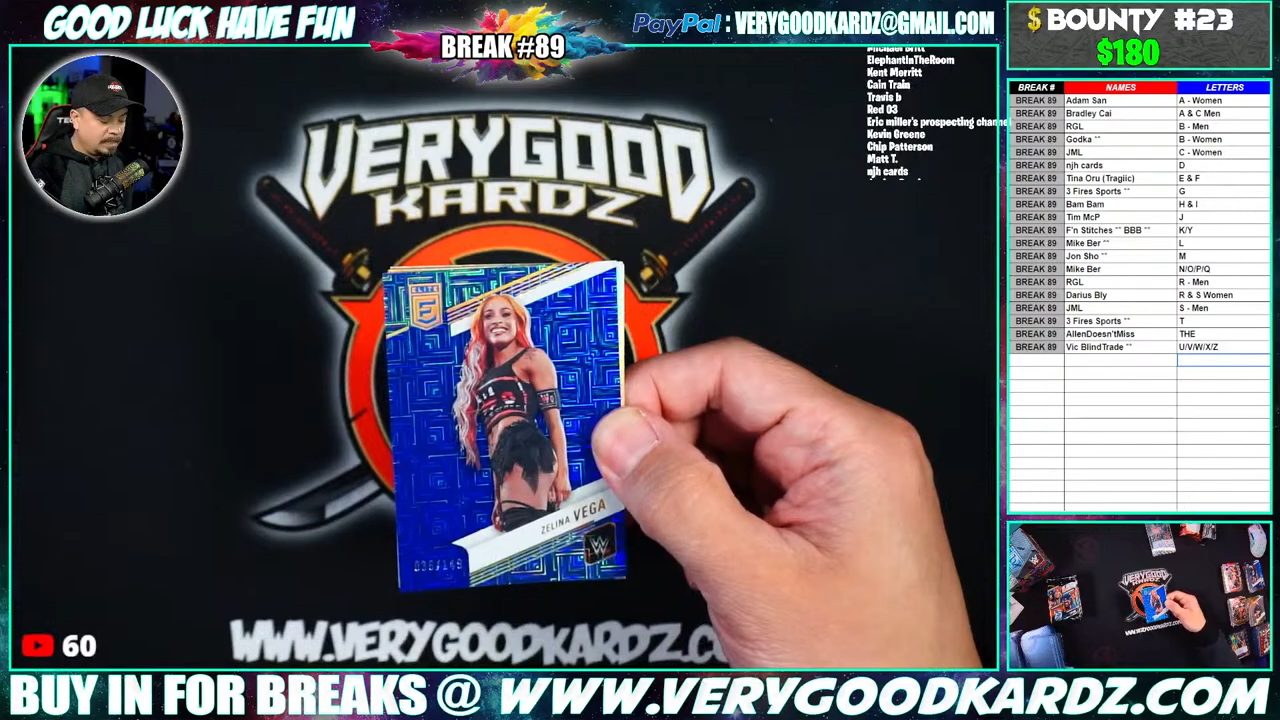 GOOD LUCK HAVE FUN
BREAK #89
PayPal : VERYGOODKARDZ@GMAIL.COM
$ BOUNTY #23
$180
Michael Britt
ElephantInTheRoom
Kent Merritt
Cain Train
Travis b
Red 03
Eric miller's prospecting channe
Kevin Greene
Chip Patterson
Matt T.
njh cards
BREAK # NAMES LETTERS
BREAK 89 Adam San A - Women
BREAK 89 Bradley Cai A & C Men
BREAK 89 RGL B - Men
BREAK 89 Godka ** B - Women
BREAK 89 JML C - Women
BREAK 89 njh cards D
BREAK 89 Tina Oru (Tragiic) E & F
BREAK 89 3 Fires Sports ** G
BREAK 89 Bam Bam H & I
BREAK 89 Tim McP J
BREAK 89 F'n Stitches ** BBB ** K/Y
BREAK 89 Mike Ber ** L
BREAK 89 Jon Sho ** M
BREAK 89 Mike Ber N/O/P/Q
BREAK 89 RGL R - Men
BREAK 89 Darius Bly R & S Women
BREAK 89 JML S - Men
BREAK 89 3 Fires Sports ** T
BREAK 89 AllenDoesn'tMiss THE
BREAK 89 Vic BlindTrade ** U/V/W/X/Z
VERYGOOD
KARDZ
ELITE
E
ZELINA VEGA
W
WWW.VERYGOODKARDZ.CO
60
VERYGOOD
KARDZ
BUY IN FOR BREAKS @ WWW.VERYGOODKARDZ.COM